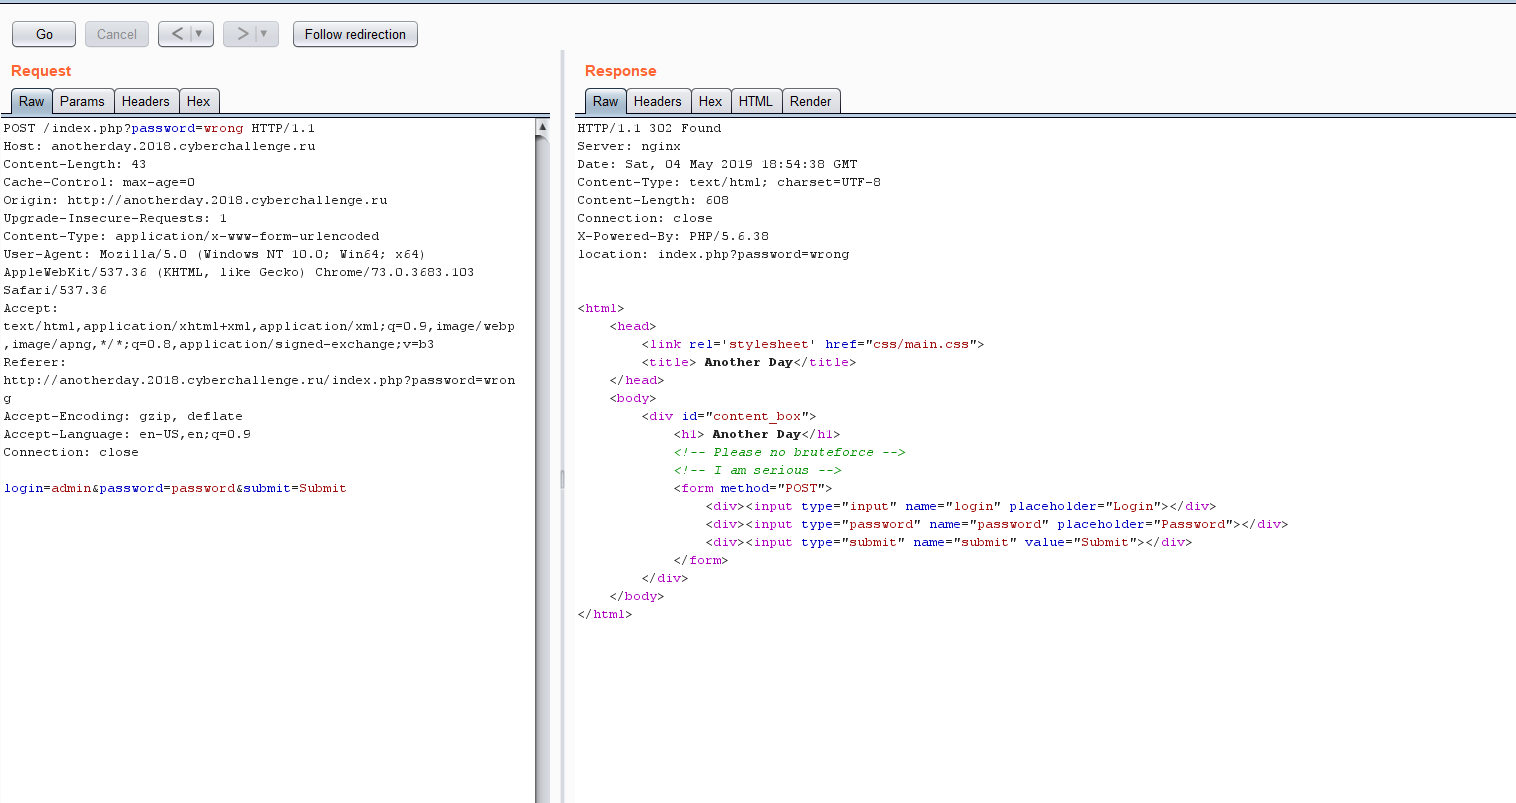 Go Cancel < ▼ > ▼ Follow redirection
Request
Raw Params Headers Hex
POST /index.php?password=wrong HTTP/1.1
Host: anotherday.2018.cyberchallenge.ru
Content-Length: 43
Cache-Control: max-age=0
Origin: http://anotherday.2018.cyberchallenge.ru
Upgrade-Insecure-Requests: 1
Content-Type: application/x-www-form-urlencoded
User-Agent: Mozilla/5.0 (Windows NT 10.0; Win64; x64)
AppleWebKit/537.36 (KHTML, like Gecko) Chrome/73.0.3683.103
Safari/537.36
Accept:
text/html,application/xhtml+xml,application/xml;q=0.9,image/webp
,image/apng,*/*;q=0.8,application/signed-exchange;v=b3
Referer:
http://anotherday.2018.cyberchallenge.ru/index.php?password=wron
g
Accept-Encoding: gzip, deflate
Accept-Language: en-US,en;q=0.9
Connection: close
login=admin&password=password&submit=Submit
Response
Raw Headers Hex HTML Render
HTTP/1.1 302 Found
Server: nginx
Date: Sat, 04 May 2019 18:54:38 GMT
Content-Type: text/html; charset=UTF-8
Content-Length: 608
Connection: close
X-Powered-By: PHP/5.6.38
location: index.php?password=wrong
<html>
<head>
<link rel='stylesheet' href="css/main.css">
<title> Another Day</title>
</head>
<body>
<div id="content_box">
<h1> Another Day</h1>
<!-- Please no bruteforce -->
<!-- I am serious -->
<form method="POST">
<div><input type="input" name="login" placeholder="Login"></div>
<div><input type="password" name="password" placeholder="Password"></div>
<div><input type="submit" name="submit" value="Submit"></div>
</form>
</div>
</body>
</html>